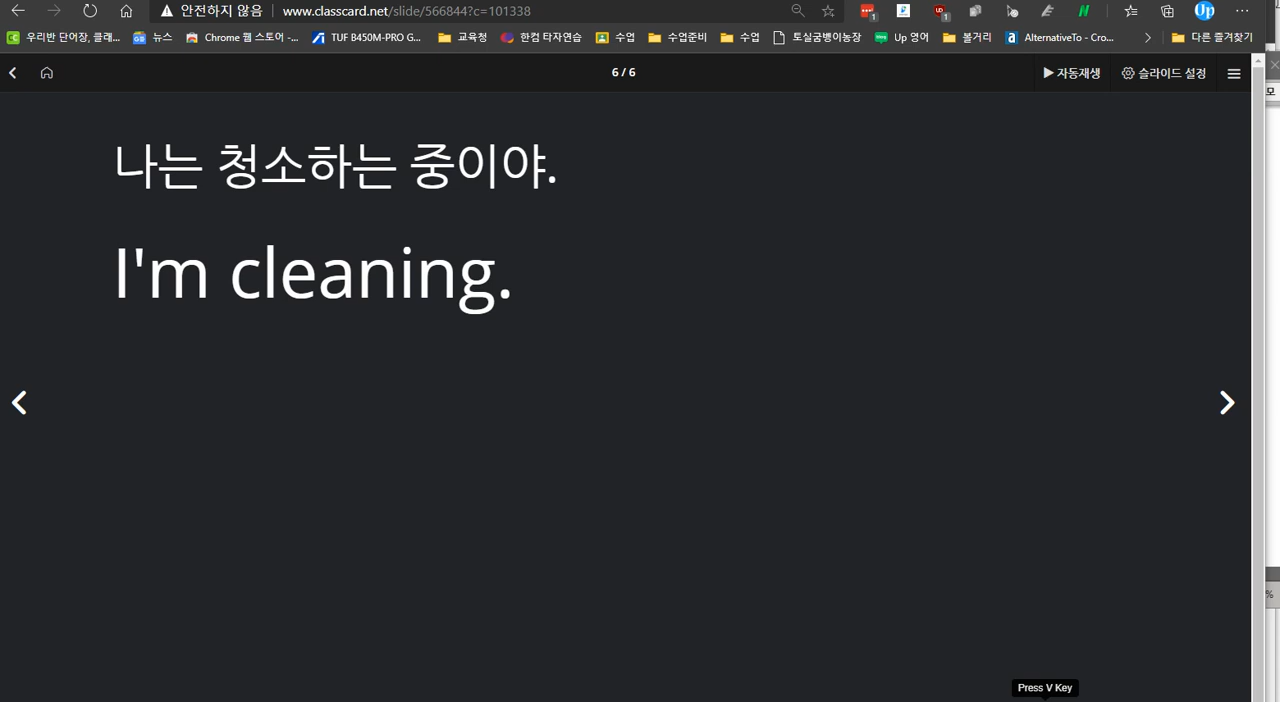 안전하지 않음 www.classcard.net/slide/566844?c=101338
우리반 단어장, 클래... 뉴스 Chrome 웹 스토어 -... TUF B450M-PRO G... 교육청 한컴 타자연습 수업 수업준비 수업 토실굼벵이농장 Up 영어 볼거리 AlternativeTo - Cro... 다른 즐겨찾기
6 / 6 자동재생 슬라이드 설정
나는 청소하는 중이야.
I'm cleaning.
Press V Key